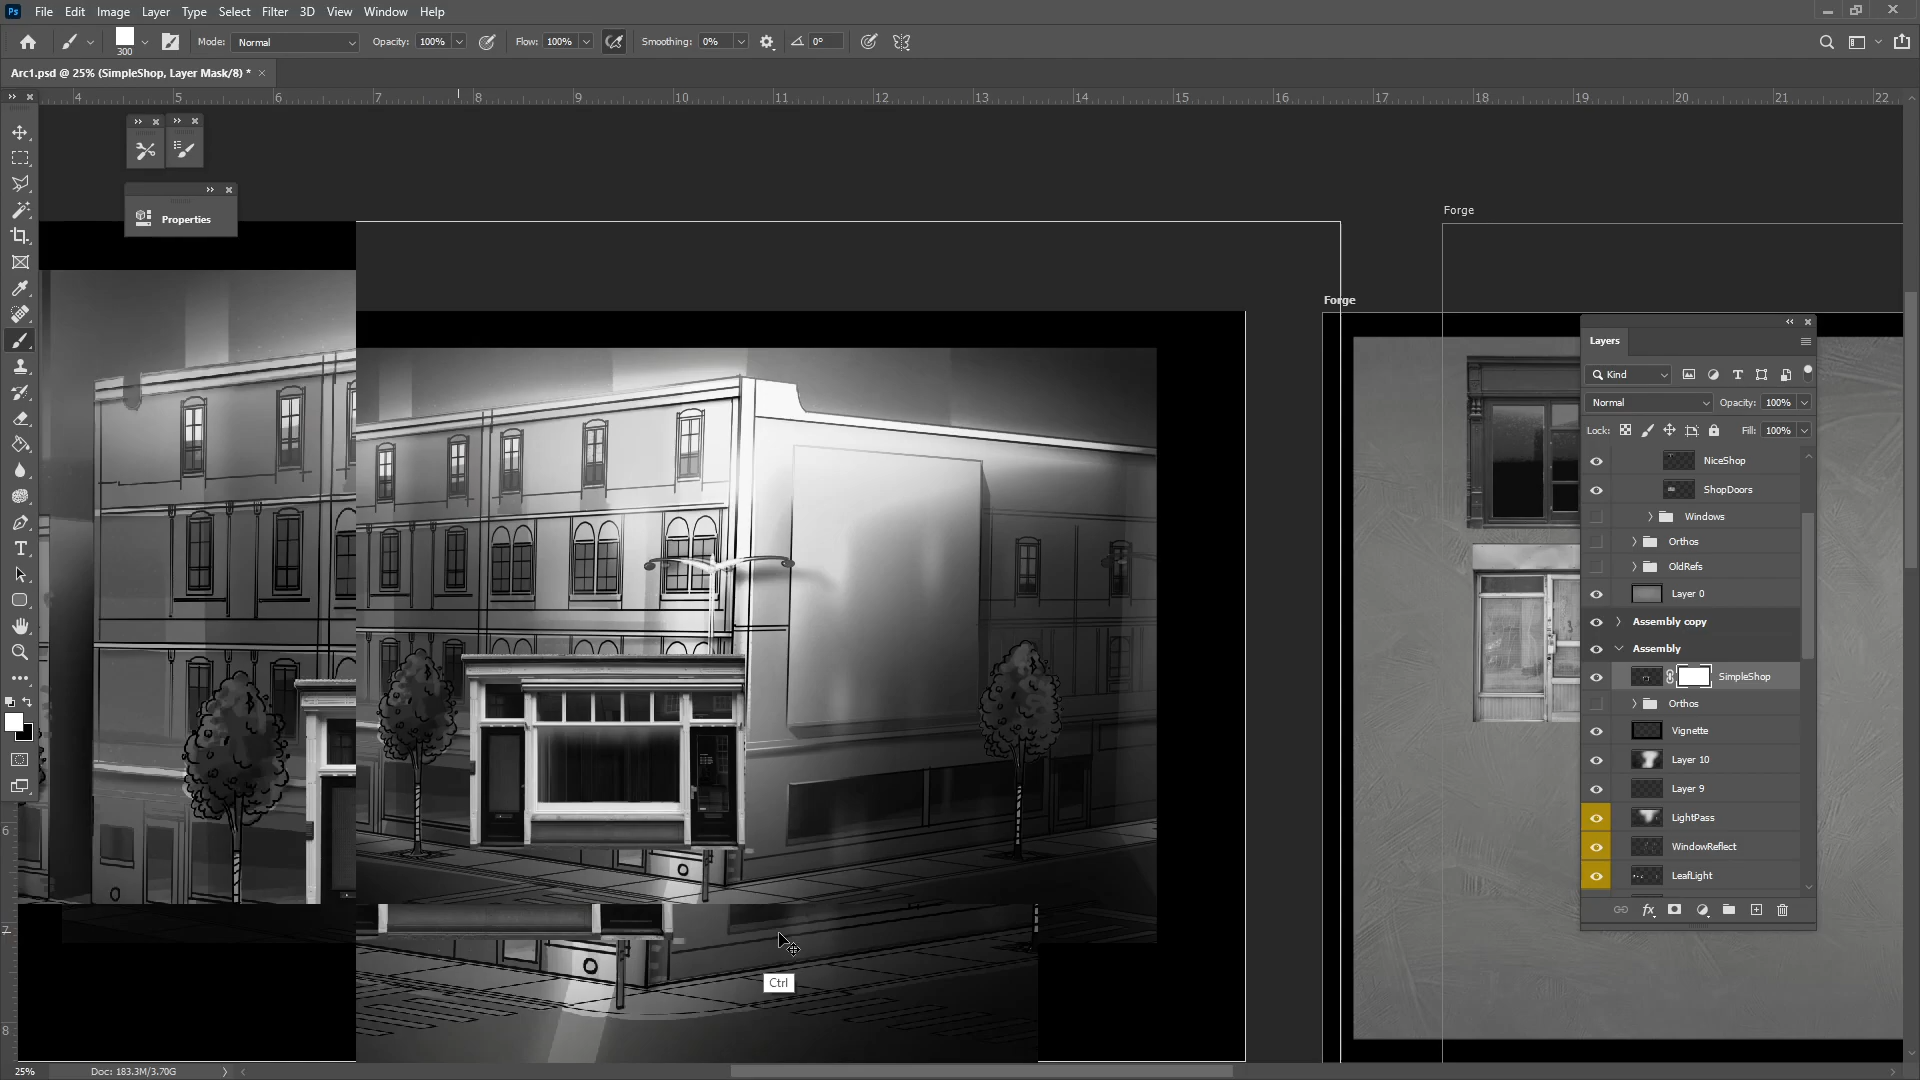 Ps File Edit Image Layer Type Select Filter 3D View Window Help
300 Mode: Normal Opacity: 100% Flow: 100% Smoothing: 0% 0°
Arc1.psd @ 25% (SimpleShop, Layer Mask/8) *
4 5 6 7 8 9 10 11 12 13 14 15 16 17 18 19 20 21 22
Properties
Forge
Forge
Layers
Kind
Normal Opacity: 100%
Lock: Fill: 100%
NiceShop
ShopDoors
Windows
Orthos
OldRefs
Layer 0
Assembly copy
Assembly
SimpleShop
Orthos
Vignette
Layer 10
Layer 9
LightPass
WindowReflect
LeafLight
fx
6
7
8
Ctrl
25% Doc: 183.3M/3.70G